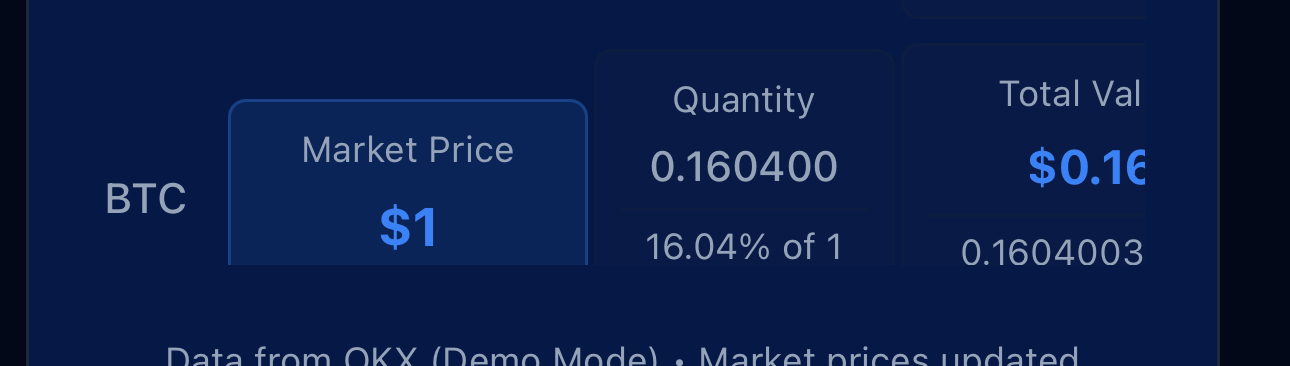 BTC
Market Price
$1
Quantity
0.160400
16.04% of 1
Total Val
$0.16
0.1604003
Data from OKX (Demo Mode) • Market prices updated